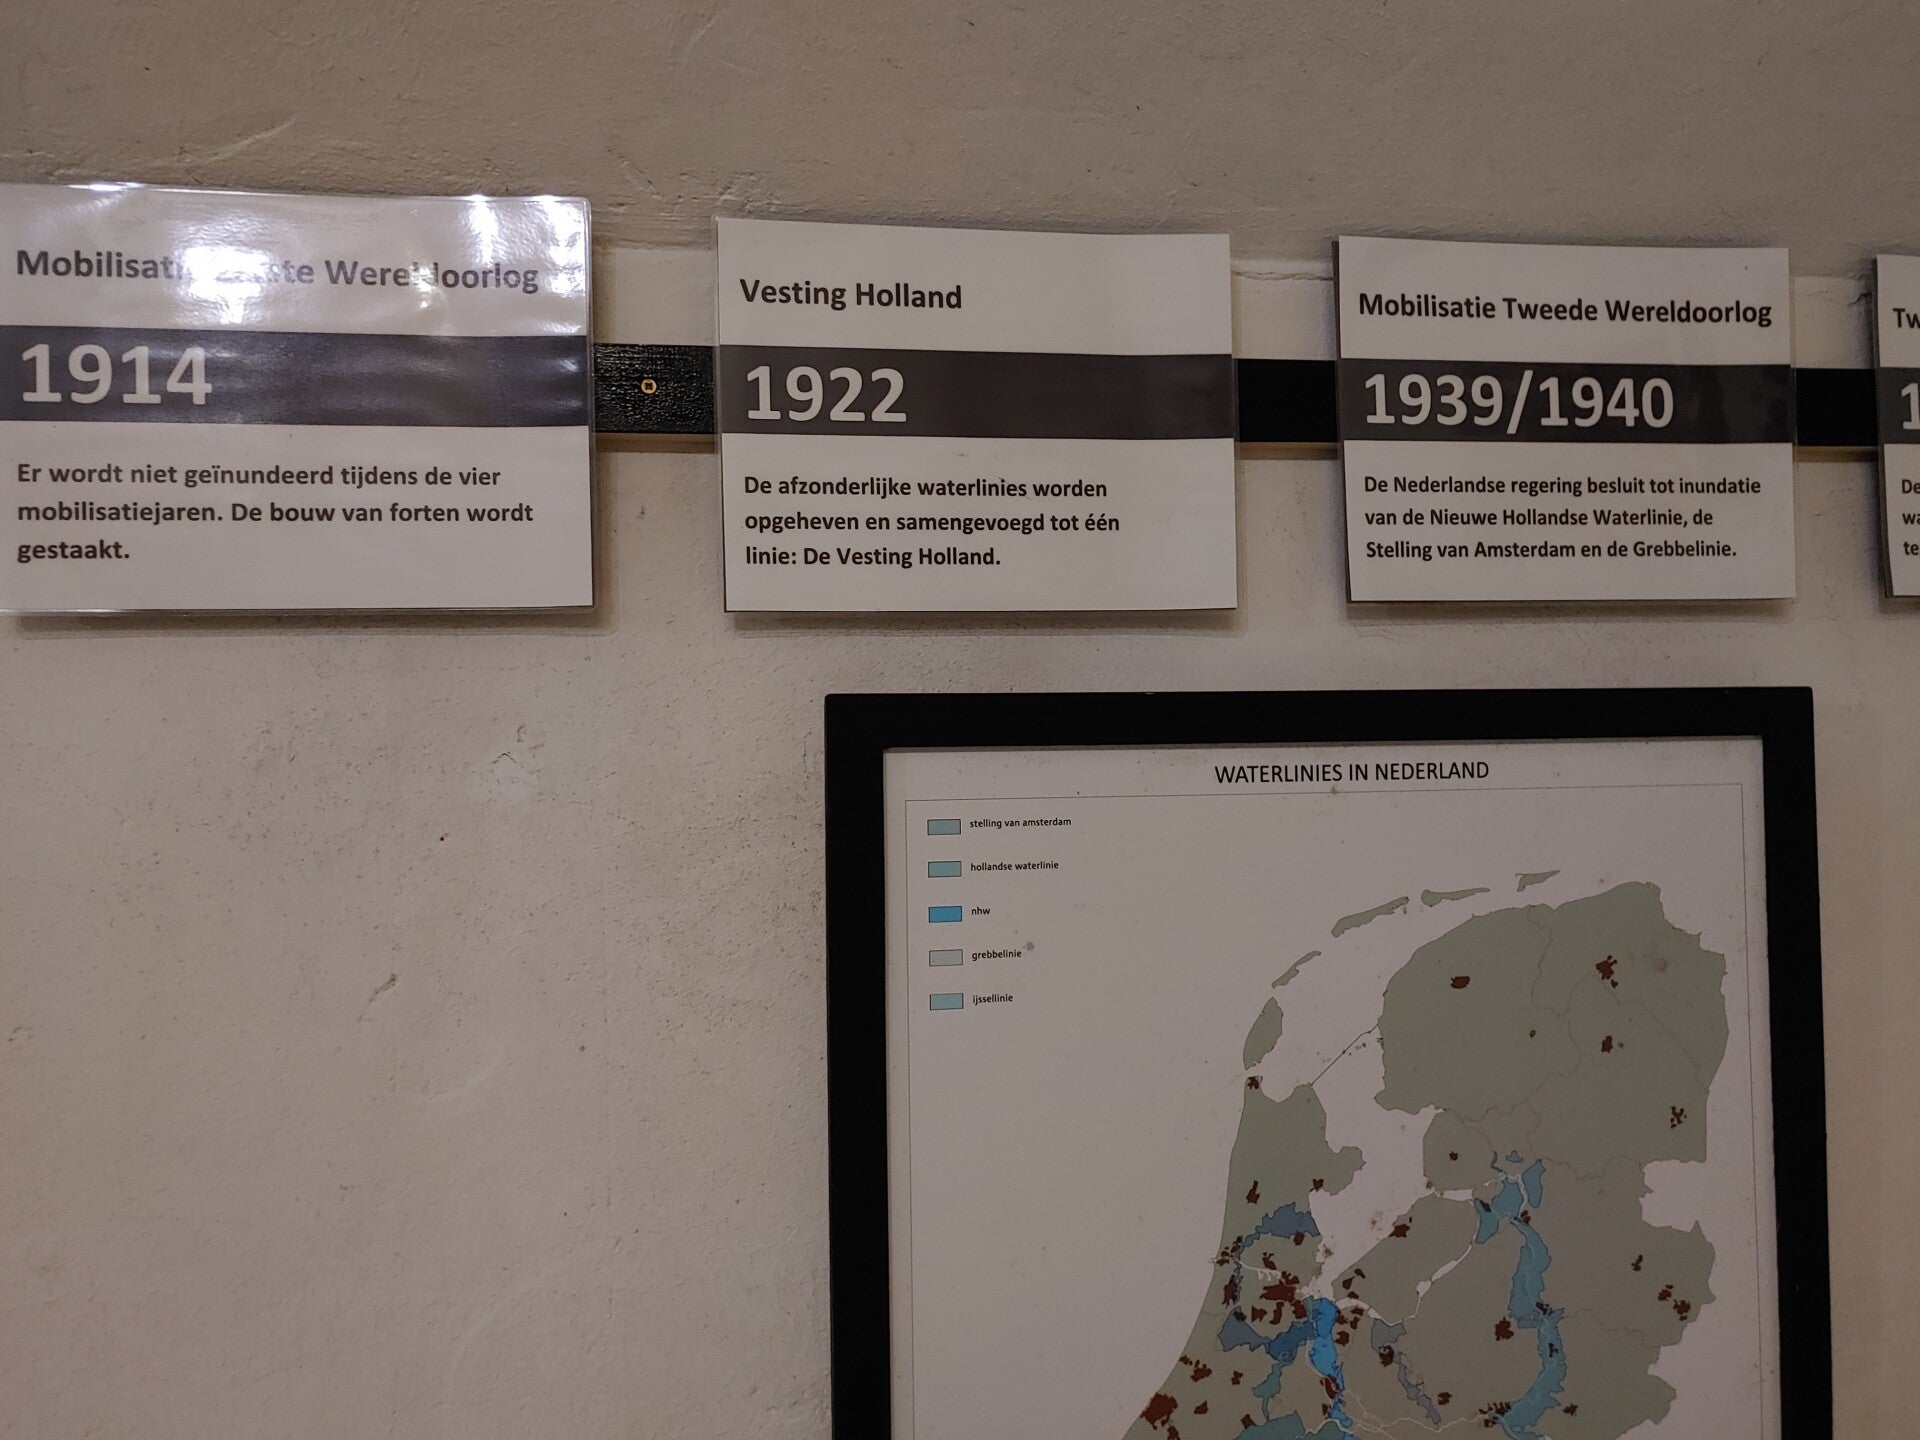 Mobilisatie Eerste Wereldoorlog
1914
Er wordt niet geïnundeerd tijdens de vier
mobilisatiejaren. De bouw van forten wordt
gestaakt.
Vesting Holland
1922
De afzonderlijke waterlinies worden
opgeheven en samengevoegd tot één
linie: De Vesting Holland.
Mobilisatie Tweede Wereldoorlog
1939/1940
De Nederlandse regering besluit tot inundatie
van de Nieuwe Hollandse Waterlinie, de
Stelling van Amsterdam en de Grebbelinie.
WATERLINIES IN NEDERLAND
stelling van amsterdam
hollandse waterlinie
nhw
grebbelinie
ijssellinie